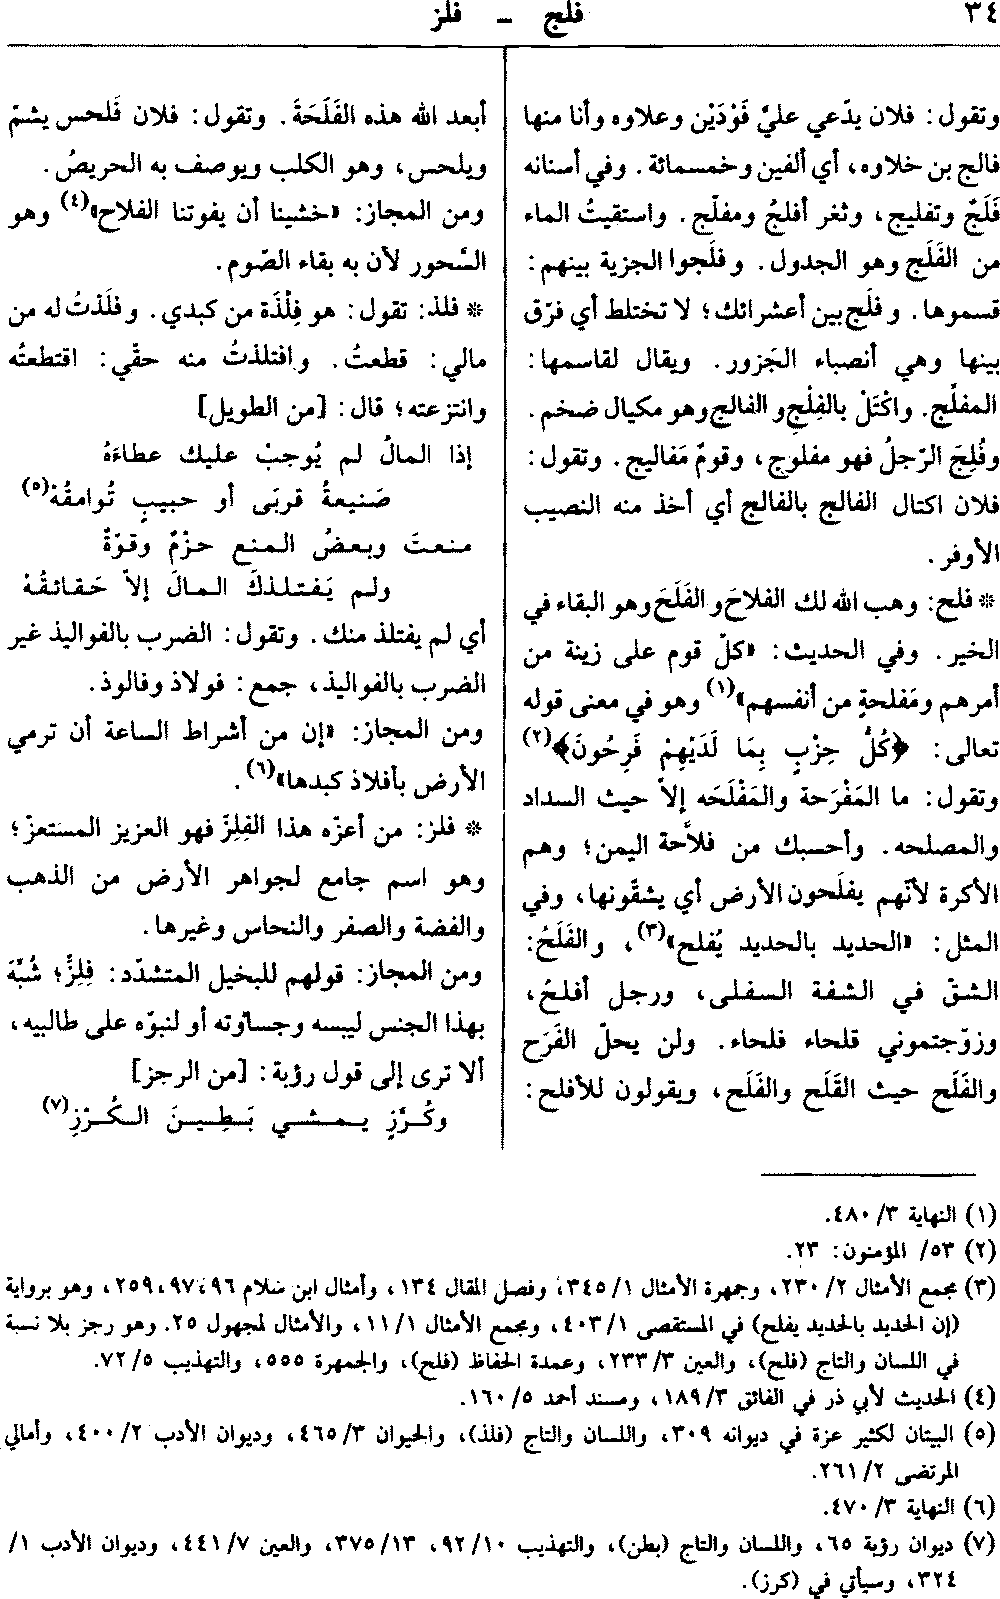 ٣٤
فلج – فلز
وتقول: فلان يدّعي عليّ فَوْدَيْن وعلاوه وأنا منها
فالج بن خلاوه، أي ألفين وخمسمائة. وفي أسنانه
فَلَجٌ وتفليج، وثغر أفلجُ ومفلّج. واستقيتُ الماء
من الفَلَج وهو الجدول. وفلَجوا الجزية بينهم:
قسموها. وفلَج بين أعشرائك؛ لا تختلط أي فرّق
بينها وهي أنصباء الجَزور. ويقال لقاسمها:
المفلِّج. واكْتَلْ بالفِلْجِ والفالج وهو مكيال ضخم.
وفُلِجَ الرّجلُ فهو مفلوج، وقومٌ مَفاليج. وتقول:
فلان اكتال الفالج بالفالج أي أخذ منه النصيب
الأوفر.
* فلح: وهب الله لك الفلاحَ والفَلَحَ وهو البقاء في
الخير. وفي الحديث: «كلّ قوم على زينة من
أمرهم ومَفلحةٍ من أنفسهم»(١) وهو في معنى قوله
تعالى: ﴿كُلُّ حِزْبٍ بِمَا لَدَيْهِمْ فَرِحُونَ﴾(٢)
وتقول: ما المَفْرَحة والمَفْلَحَه إلاّ حيث السداد
والمصلحه. وأحسبك من فلاَّحة اليمن؛ وهم
الأكرة لأنّهم يفلَحون الأرض أي يشقّونها، وفي
المثل: «الحديد بالحديد يُفلح»(٣)، والفَلَحُ:
الشقّ في الشفة السفلى، ورجل أفلحُ،
وزوّجتموني قلحاء فلحاء. ولن يحلّ الفَرَح
والفَلَح حيث القَلَح والفَلَح، ويقولون للأفلح:
أبعد الله هذه الفَلَحَةَ. وتقول: فلان فَلحس يشمّ
ويلحس، وهو الكلب ويوصف به الحريصُ.
ومن المجاز: «خشينا أن يفوتنا الفلاح»(٤) وهو
السَّحور لأن به بقاء الصّوم.
* فلذ: تقول: هو فِلْذَة من كبدي. وفلَذتُ له من
مالي: قطعتُ. وافتلذتُ منه حقّي: اقتطعتُه
وانتزعته؛ قال: [من الطويل]
إذا المالُ لم يُوجبْ عليك عطاءَهُ
صَنيعةُ قربَى أو حبيبٍ تُوامقُهْ(٥)
منعتَ وبعضُ المنع حزْمٌ وقوّةٌ
ولم يَفتلذكَ المالَ إلاّ حَقائقُهْ
أي لم يفتلذ منك. وتقول: الضرب بالفواليذ غير
الضرب بالفواليذ، جمع: فولاذ وفالوذ.
ومن المجاز: «إن من أشراط الساعة أن ترمي
الأرض بأفلاذ كبدها»(٦).
* فلز: من أعزّه هذا الفِلِزّ فهو العزيز المستعزّ؛
وهو اسم جامع لجواهر الأرض من الذهب
والفضة والصفر والنحاس وغيرها.
ومن المجاز: قولهم للبخيل المتشدّد: فِلِزٌّ؛ شُبّهَ
بهذا الجنس ليبسه وجساوته أو لنبوّه على طالبيه،
ألا ترى إلى قول رؤبة: [من الرجز]
وكُرَّزٍ يمشي بَطِينَ الكُرْزِ(٧)
(١) النهاية ٣/ ٤٨٠.
(٢) ٥٣/ المؤمنون: ٢٣.
(٣) مجمع الأمثال ٢/ ٢٣٠، وجمهرة الأمثال ١/ ٣٤٥، وفصل المقال ١٣٤، وأمثال ابن سلام ٩٦، ٩٧، ٢٥٩، وهو برواية
(إن الحديد بالحديد يفلح) في المستقصى ١/ ٤٠٣، ومجمع الأمثال ١/ ١١، والأمثال لمجهول ٢٥. وهو رجز بلا نسبة
في اللسان والتاج (فلح)، والعين ٣/ ٢٣٣، وعمدة الحفاظ (فلح)، والجمهرة ٥٥٥، والتهذيب ٥/ ٧٢.
(٤) الحديث لأبي ذر في الفائق ٣/ ١٨٩، ومسند أحمد ٥/ ١٦٠.
(٥) البيتان لكثير عزة في ديوانه ٣٠٩، واللسان والتاج (فلذ)، والحيوان ٣/ ٤٦٥، وديوان الأدب ٢/ ٤٠٠، وأمالي
المرتضى ٢/ ٢٦١.
(٦) النهاية ٣/ ٤٧٠.
(٧) ديوان رؤبة ٦٥، واللسان والتاج (بطن)، والتهذيب ١٠/ ٩٢، ١٣/ ٣٧٥، والعين ٧/ ٤٤١، وديوان الأدب ١/
٣٢٤، وسيأتي في (كرز).